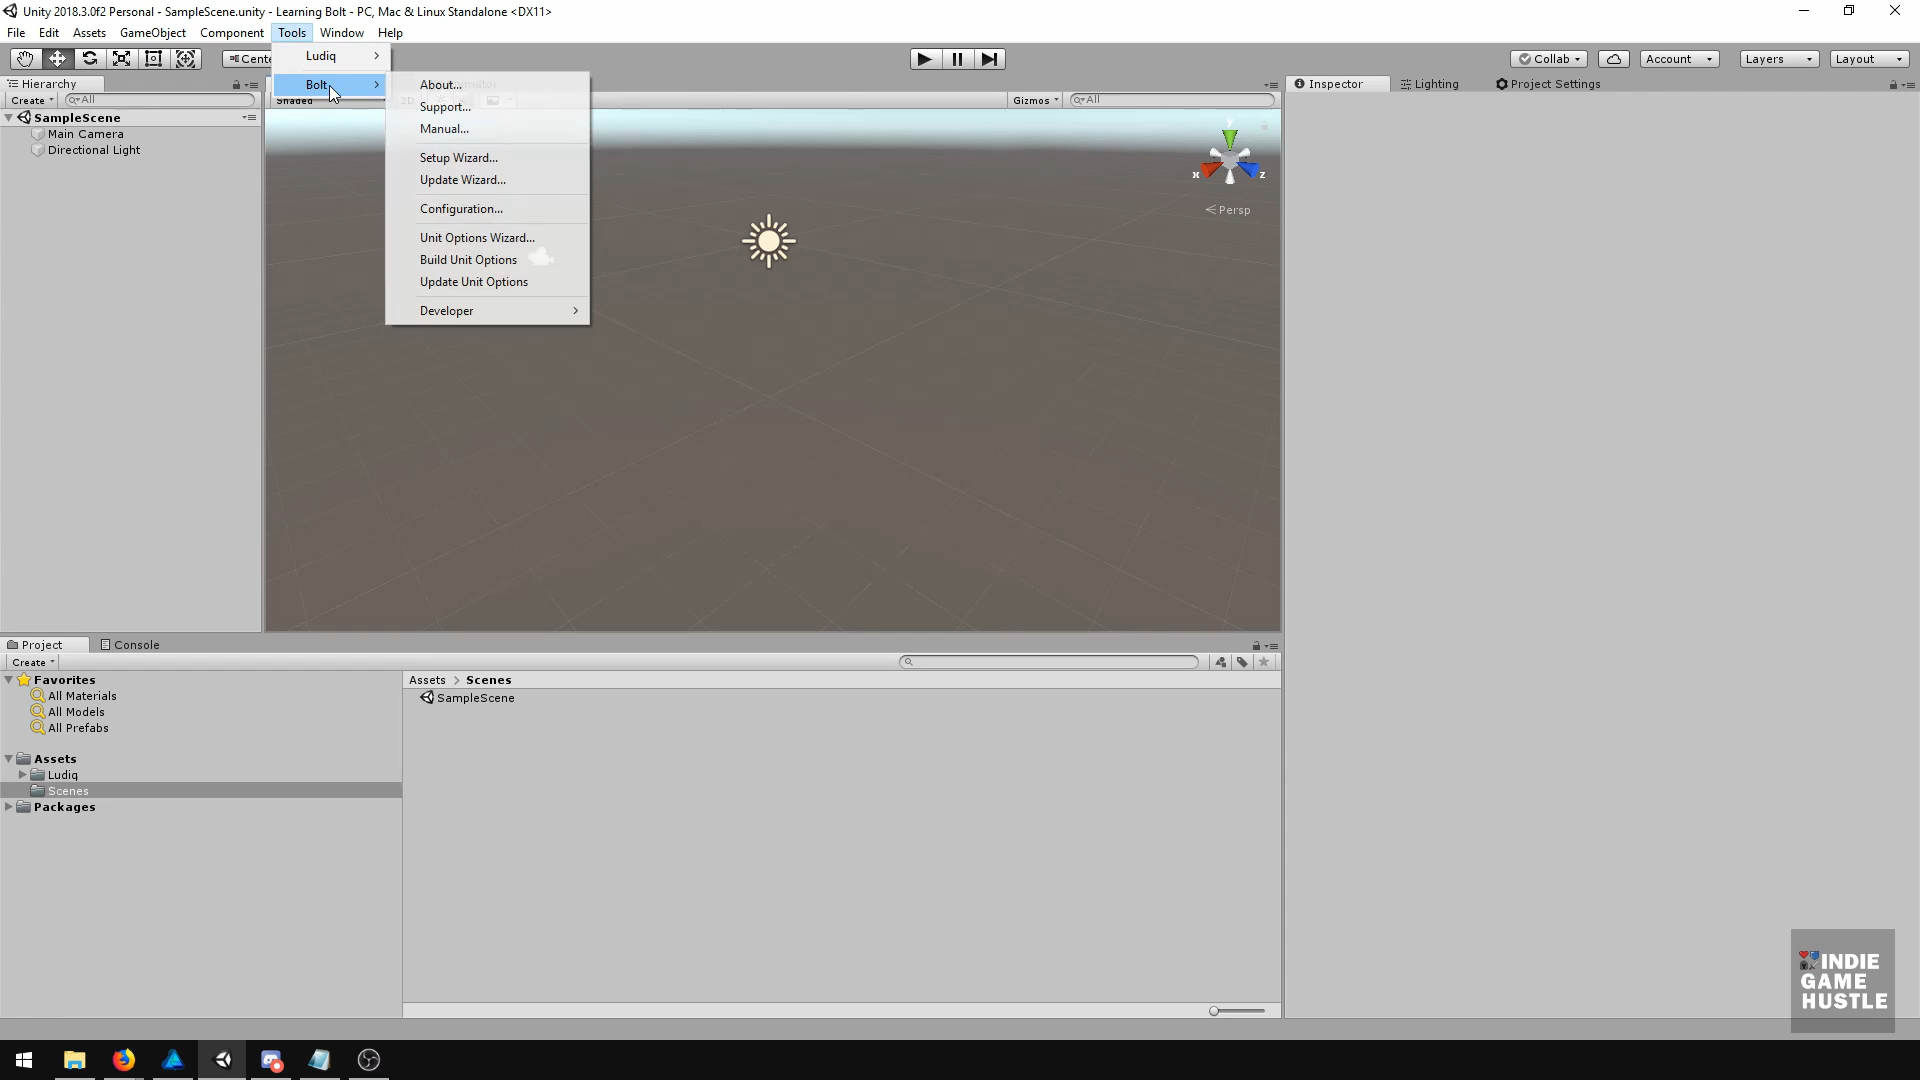 Unity 2018.3.0f2 Personal - SampleScene.unity - Learning Bolt - PC, Mac & Linux Standalone <DX11>
File Edit Assets GameObject Component Tools Window Help
Ludiq
Bolt
About...
Support...
Manual...
Setup Wizard...
Update Wizard...
Configuration...
Unit Options Wizard...
Build Unit Options
Update Unit Options
Developer
Cente
Collab
Account
Layers
Layout
Hierarchy
Create
All
SampleScene
Main Camera
Directional Light
Shaded
2D
Gizmos
All
y
x
z
Persp
Inspector
Lighting
Project Settings
Project
Console
Create
Favorites
All Materials
All Models
All Prefabs
Assets
Ludiq
Scenes
Packages
Assets > Scenes
SampleScene
INDIE
GAME
HUSTLE